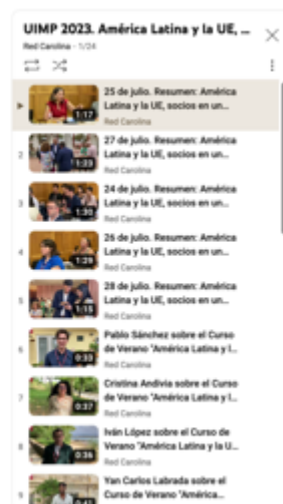 UIMP 2023. América Latina y la UE, ...
Red Carolina - 1/24
25 de julio. Resumen: América
Latina y la UE, socios en un...
1:17
Red Carolina
2
27 de julio. Resumen: América
Latina y la UE, socios en un...
1:23
Red Carolina
3
24 de julio. Resumen: América
Latina y la UE, socios en un...
1:20
Red Carolina
4
26 de julio. Resumen: América
Latina y la UE, socios en un...
1:29
Red Carolina
5
28 de julio. Resumen: América
Latina y la UE, socios en un...
1:15
Red Carolina
6
Pablo Sánchez sobre el Curso
de Verano "América Latina y l...
0:33
Red Carolina
7
Cristina Andivia sobre el Curso
de Verano "América Latina y l...
0:37
Red Carolina
8
Iván López sobre el Curso de
Verano "América Latina y la U...
0:36
Red Carolina
9
Yan Carlos Labrada sobre el
Curso de Verano "América...
0:41